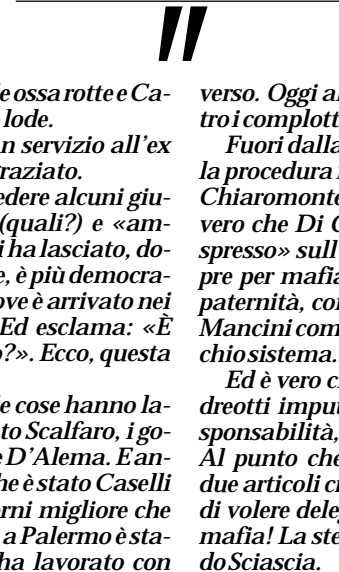 "
e ossa rotte e Ca-
lode.
n servizio all'ex
raziato.
edere alcuni giu-
(quali?) e «am-
i ha lasciato, do-
e, è più democra-
ove è arrivato nei
Ed esclama: «È
o?». Ecco, questa
le cose hanno la-
to Scalfaro, i go-
e D'Alema. E an-
he è stato Caselli
rni migliore che
a Palermo è sta-
ha lavorato con
verso. Oggi al
tro i complott
Fuori dalla
la procedura
Chiaromonte
vero che Di C
spresso» sull
pre per mafia
paternità, co
Mancini com
chio sistema.
Ed è vero c
dreotti imput
sponsabilità,
Al punto che
due articoli c
di volere dele
mafia! La ste
do Sciascia.